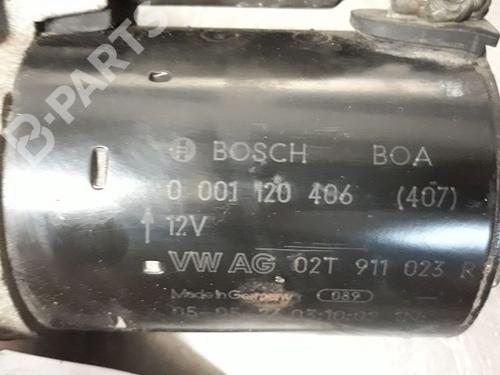 B-PARTS
BOSCH BOA
0 001 120 406 (407)
12V
VW AG 02T 911 023 R
Made in Germany 089